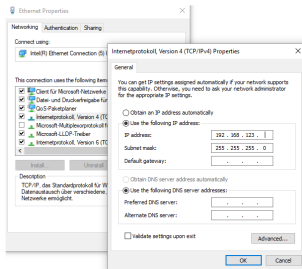 Ethernet Properties
Networking Authentication Sharing
Connect using:
Intel(R) Ethernet Connection (5) I
This connection uses the following item
Client für Microsoft-Netzwerke
Datei- und Druckerfreigabe für
QoS-Paketplaner
Internetprotokoll, Version 4 (TC
Microsoft-Multiplexorprotokoll f
Microsoft-LLDP-Treiber
Internetprotokoll, Version 6 (TC
Install... Uninstall
Description
TCP/IP, das Standardprotokoll für W
Datenaustausch über verschiedene,
Netzwerke ermöglicht.
Internetprotokoll, Version 4 (TCP/IPv4) Properties
General
You can get IP settings assigned automatically if your network supports
this capability. Otherwise, you need to ask your network administrator
for the appropriate IP settings.
Obtain an IP address automatically
Use the following IP address:
IP address: 192 . 168 . 123 .
Subnet mask: 255 . 255 . 255 . 0
Default gateway: . . .
Obtain DNS server address automatically
Use the following DNS server addresses:
Preferred DNS server: . . .
Alternate DNS server: . . .
Validate settings upon exit
Advanced...
OK Cancel